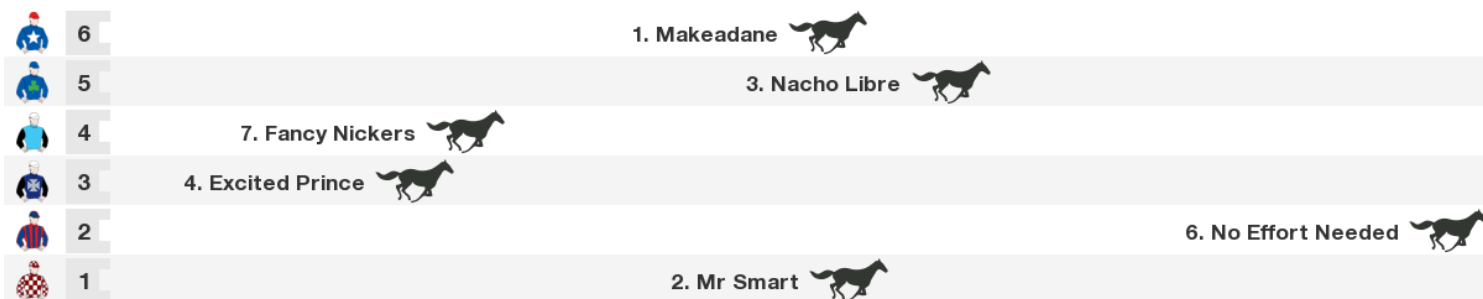 6 1. Makeadane
5 3. Nacho Libre
4 7. Fancy Nickers
3 4. Excited Prince
2 6. No Effort Needed
1 2. Mr Smart